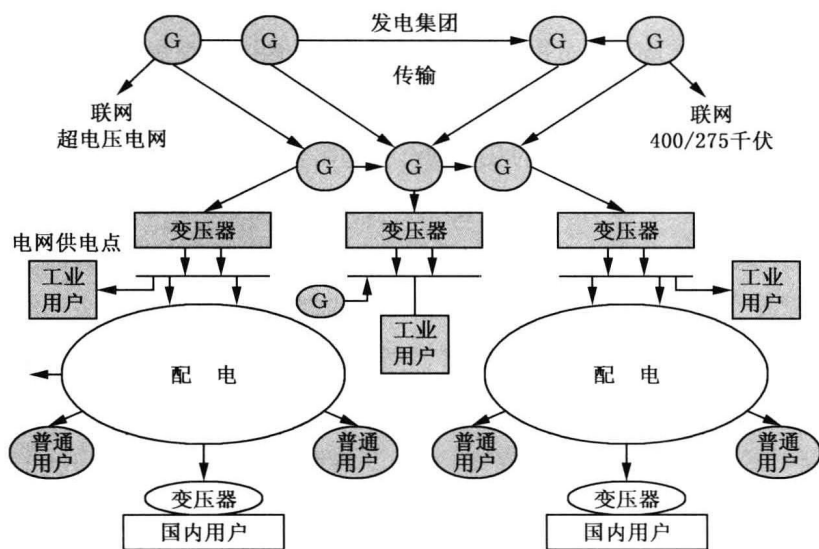 发电集团
G
G
G
G
传输
联网
超电压电网
联网
400/275千伏
G
G
G
变压器
变压器
变压器
电网供电点
工业
用户
G
工业
用户
工业
用户
配 电
配 电
普通
用户
普通
用户
普通
用户
普通
用户
变压器
变压器
国内用户
国内用户